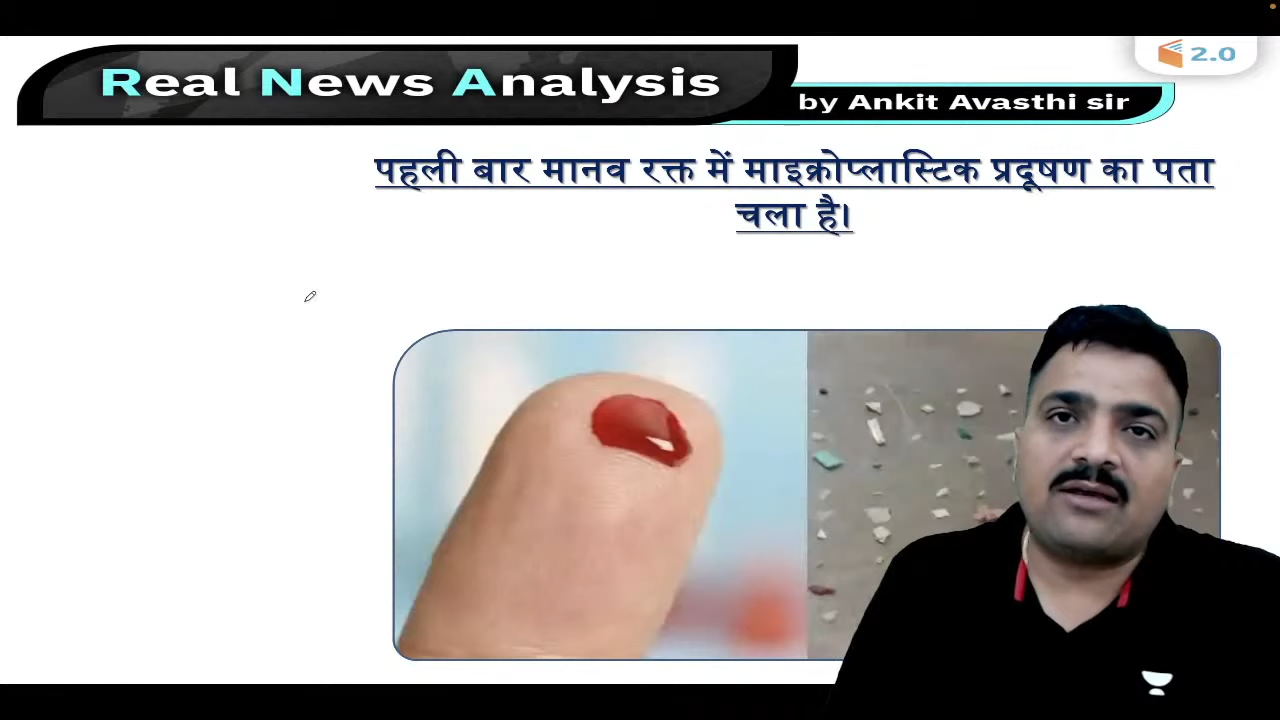 Real News Analysis
2.0
by Ankit Avasthi sir
पहली बार मानव रक्त में माइक्रोप्लास्टिक प्रदूषण का पता
चला है।